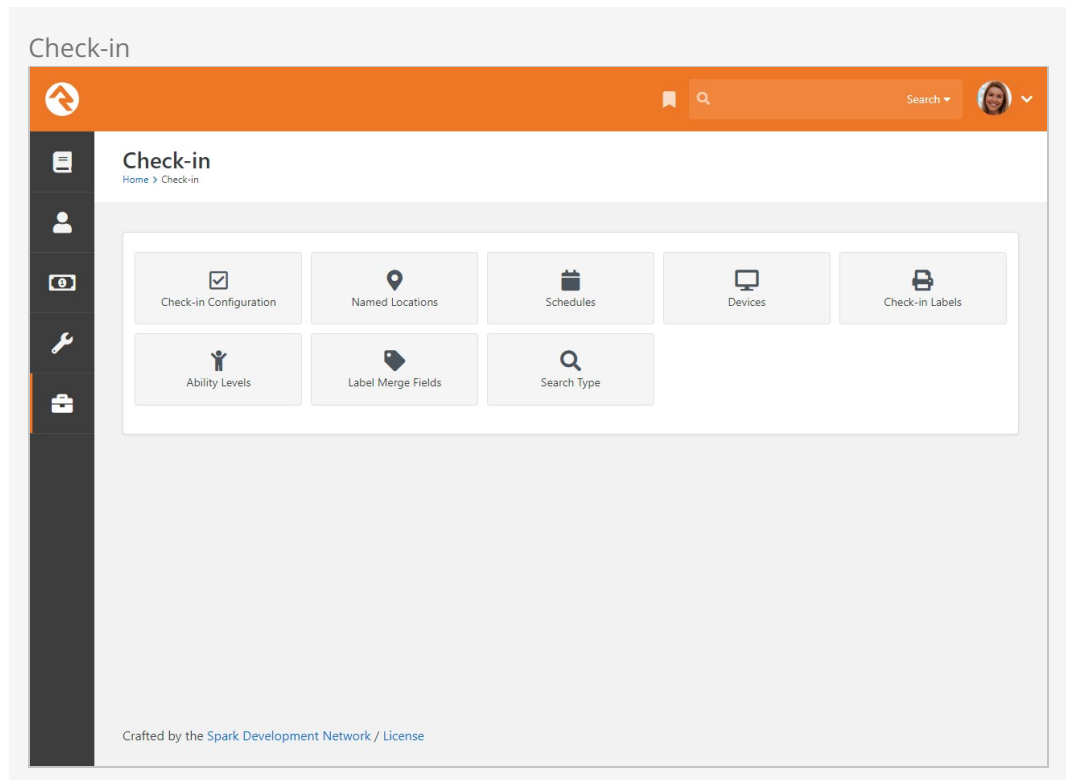 Check-in
Search
Check-in
Home > Check-in
Check-in Configuration
Named Locations
Schedules
Devices
Check-in Labels
Ability Levels
Label Merge Fields
Search Type
Crafted by the Spark Development Network / License